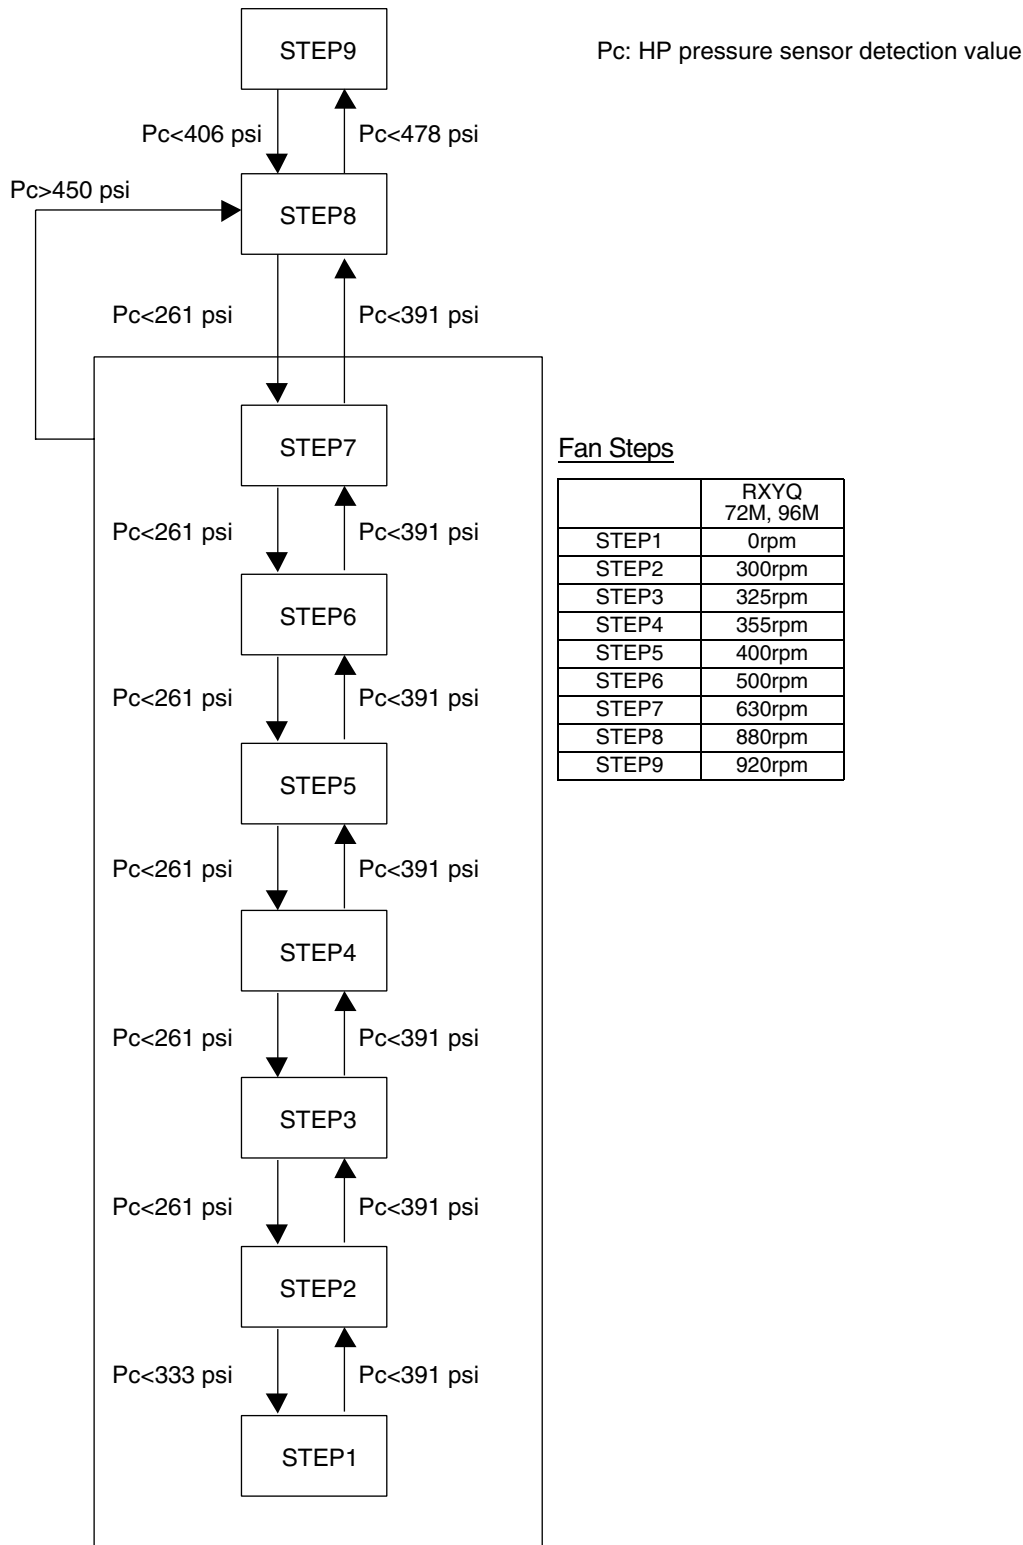 STEP9
Pc: HP pressure sensor detection value
Pc<406 psi
Pc<478 psi
Pc>450 psi
STEP8
Pc<261 psi
Pc<391 psi
STEP7
Pc<261 psi
Pc<391 psi
STEP6
Pc<261 psi
Pc<391 psi
STEP5
Pc<261 psi
Pc<391 psi
STEP4
Pc<261 psi
Pc<391 psi
STEP3
Pc<261 psi
Pc<391 psi
STEP2
Pc<333 psi
Pc<391 psi
STEP1
Fan Steps
RXYQ
72M, 96M
STEP1 0rpm
STEP2 300rpm
STEP3 325rpm
STEP4 355rpm
STEP5 400rpm
STEP6 500rpm
STEP7 630rpm
STEP8 880rpm
STEP9 920rpm